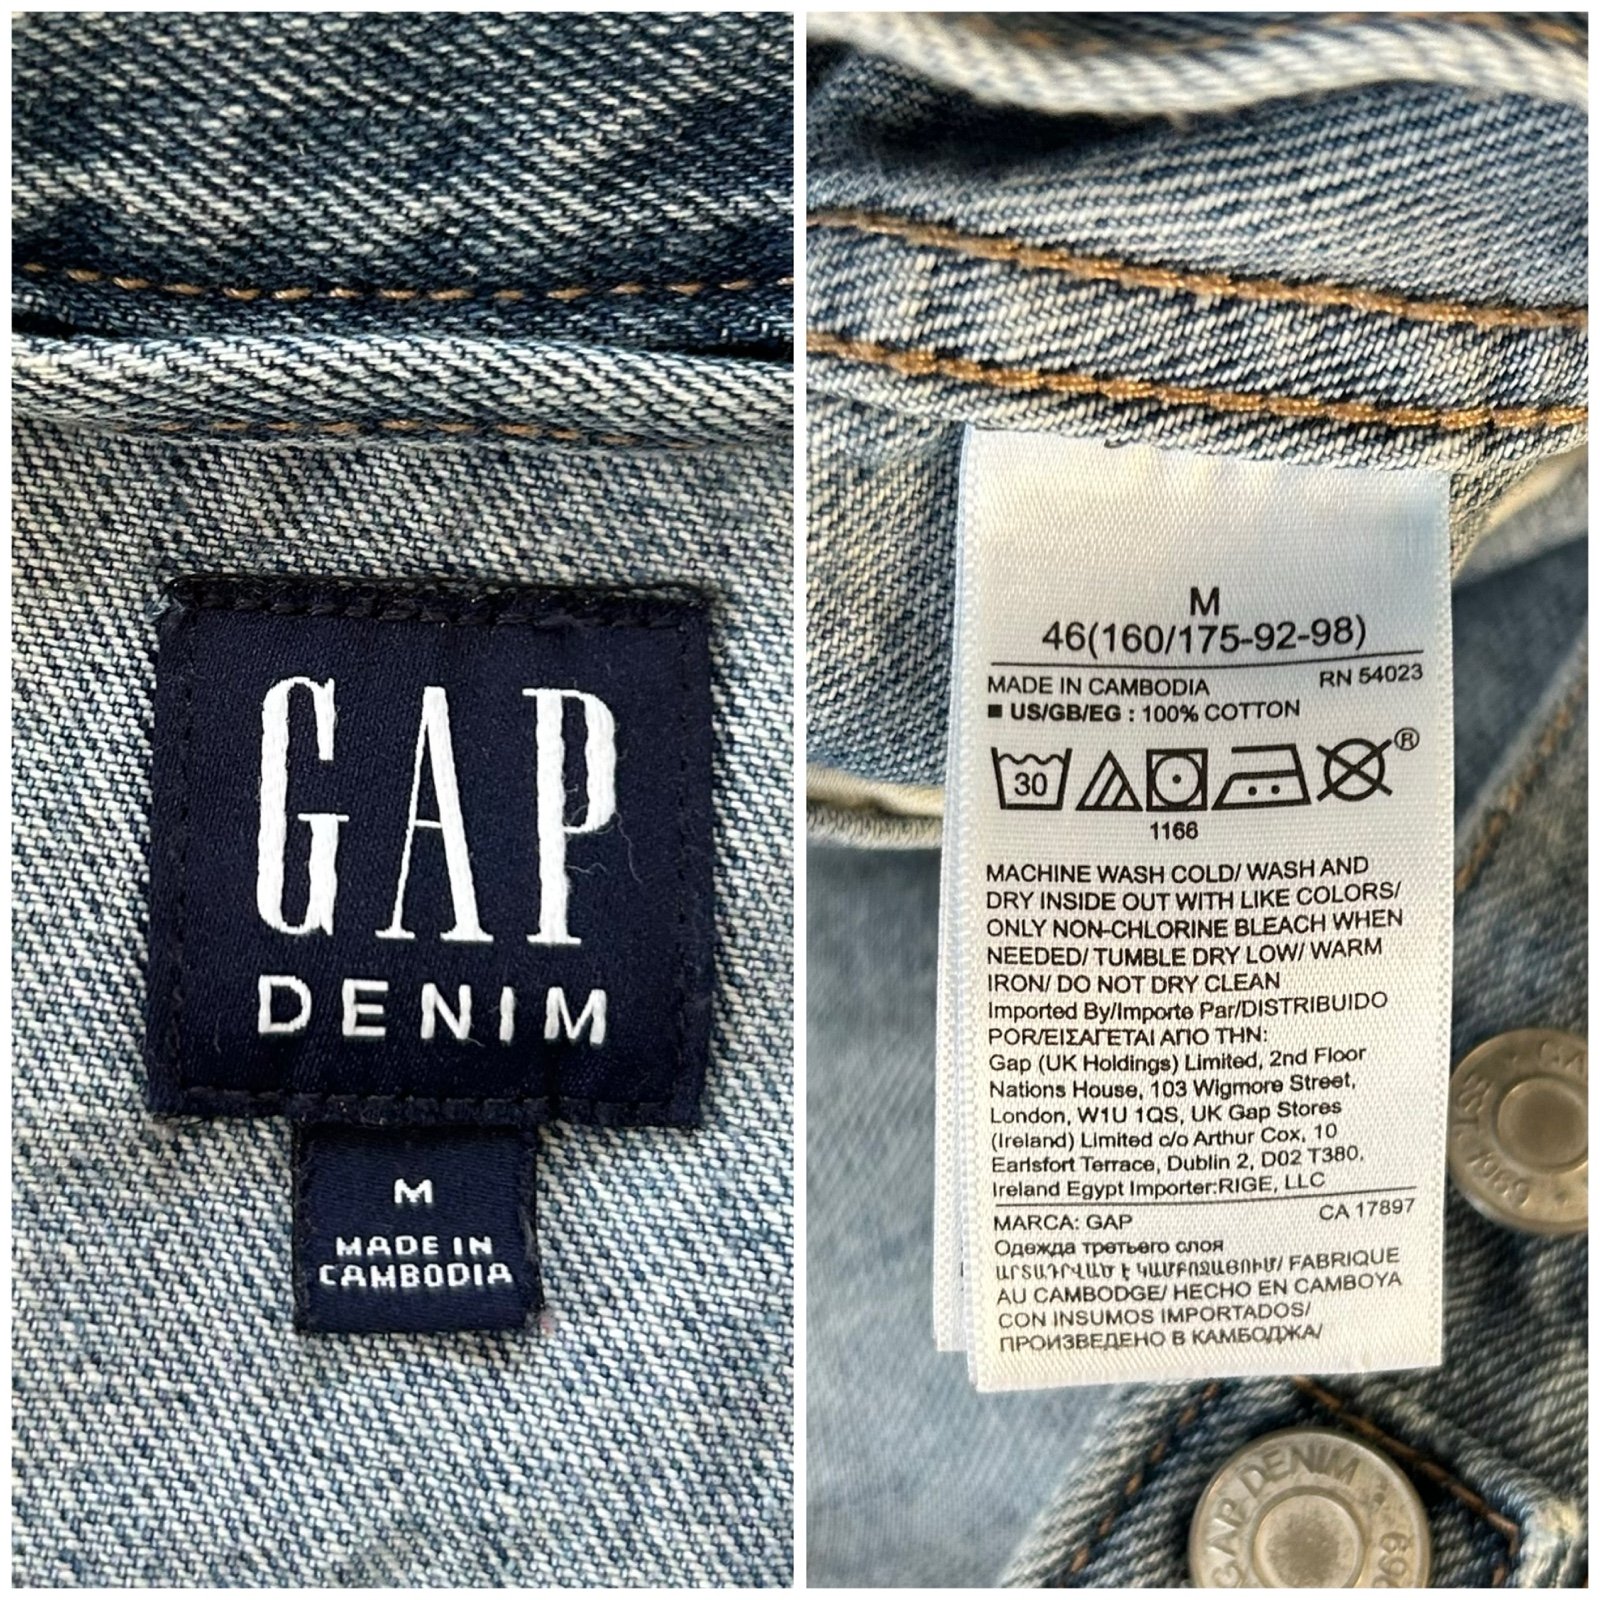 GAP
DENIM
M
MADE IN
CAMBODIA
M
46(160/175-92-98)
MADE IN CAMBODIA RN 54023
■ US/GB/EG : 100% COTTON
30 ®
1166
MACHINE WASH COLD/ WASH AND
DRY INSIDE OUT WITH LIKE COLORS/
ONLY NON-CHLORINE BLEACH WHEN
NEEDED/ TUMBLE DRY LOW/ WARM
IRON/ DO NOT DRY CLEAN
Imported By/Importe Par/DISTRIBUIDO
POR/ΕΙΣΑΓΕΤΑΙ ΑΠΟ ΤΗΝ:
Gap (UK Holdings) Limited, 2nd Floor
Nations House, 103 Wigmore Street,
London, W1U 1QS, UK Gap Stores
(Ireland) Limited c/o Arthur Cox, 10
Earlsfort Terrace, Dublin 2, D02 T380,
Ireland Egypt Importer:RIGE, LLC
MARCA: GAP CA 17897
Одежда третьего слоя
ԱՐՏԱԴՐՎԱԾ Է ԿԱՄԲՈՋԱՅՈՒՄ/ FABRIQUE
AU CAMBODGE/ HECHO EN CAMBOYA
CON INSUMOS IMPORTADOS/
ПРОИЗВЕДЕНО В КАМБОДЖА/
1969
GAP DENIM